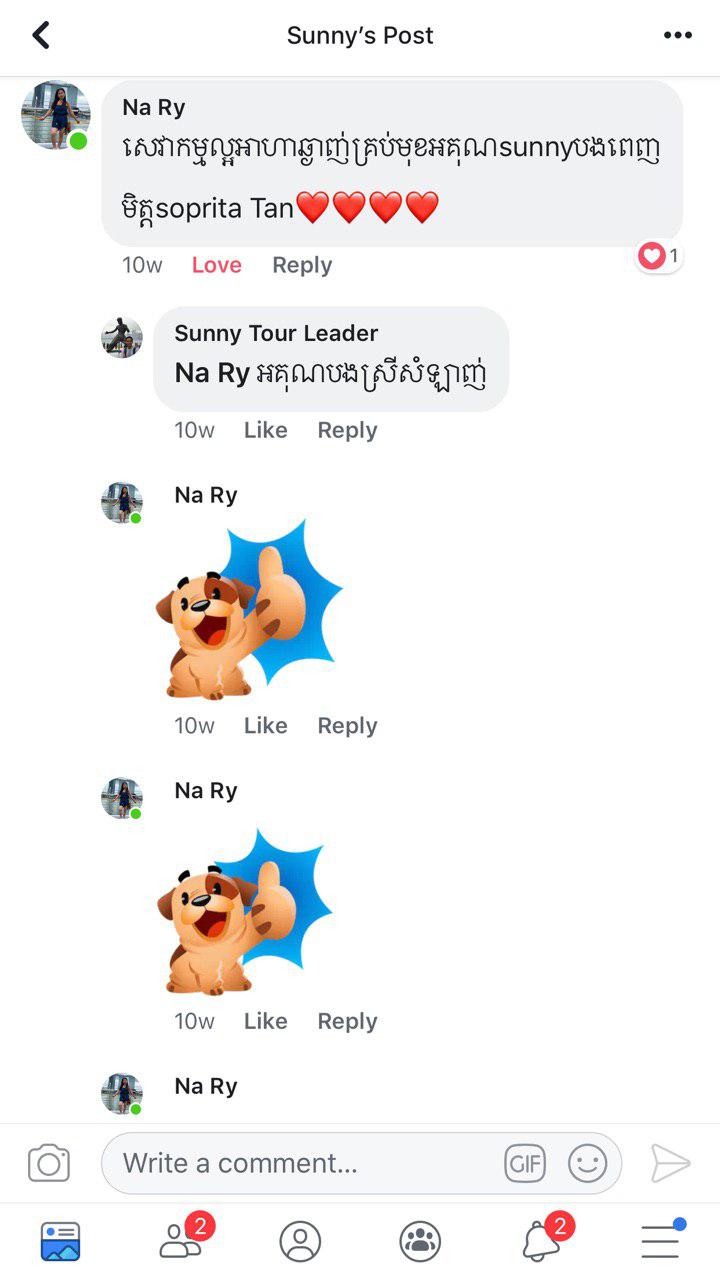 Sunny's Post
Na Ry
សេវាកម្មល្អអាហាឆ្ងាញ់គ្រប់មុខអគុណsunnyបងពេញ
មិត្តsoprita Tan❤️❤️❤️❤️
10w Love Reply 1
Sunny Tour Leader
Na Ry អគុណបងស្រីសំឡាញ់
10w Like Reply
Na Ry
10w Like Reply
Na Ry
10w Like Reply
Na Ry
Write a comment...
GIF
2
2